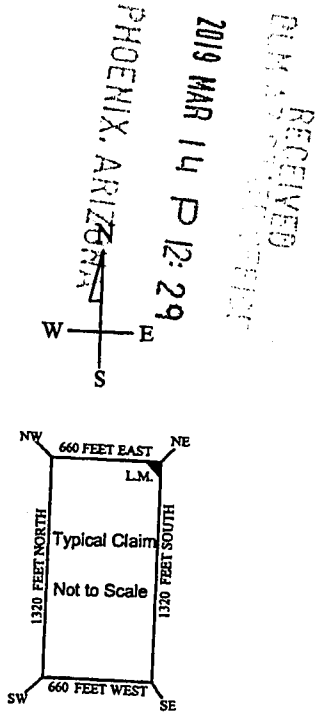 RECEIVED
2019 MAR 14 P 12:29
PHOENIX, ARIZONA
N
W E
S
NW 660 FEET EAST NE
L.M.
1320 FEET NORTH
Typical Claim
Not to Scale
1320 FEET SOUTH
SW 660 FEET WEST SE